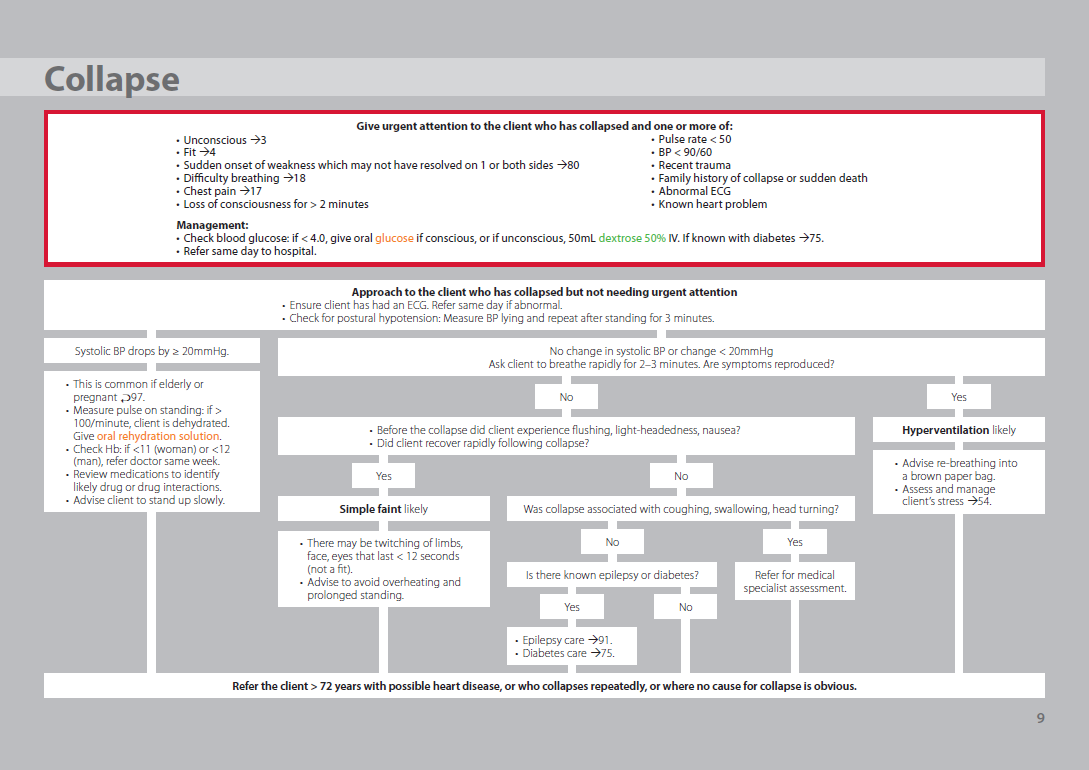 Collapse
Give urgent attention to the client who has collapsed and one or more of:
• Unconscious →3
• Fit →4
• Sudden onset of weakness which may not have resolved on 1 or both sides →80
• Difficulty breathing →18
• Chest pain →17
• Loss of consciousness for > 2 minutes
• Pulse rate < 50
• BP < 90/60
• Recent trauma
• Family history of collapse or sudden death
• Abnormal ECG
• Known heart problem
Management:
• Check blood glucose: if < 4.0, give oral glucose if conscious, or if unconscious, 50mL dextrose 50% IV. If known with diabetes →75.
• Refer same day to hospital.
Approach to the client who has collapsed but not needing urgent attention
• Ensure client has had an ECG. Refer same day if abnormal.
• Check for postural hypotension: Measure BP lying and repeat after standing for 3 minutes.
Systolic BP drops by ≥ 20mmHg.
• This is common if elderly or
pregnant ⮌97.
• Measure pulse on standing: if >
100/minute, client is dehydrated.
Give oral rehydration solution.
• Check Hb: if <11 (woman) or <12
(man), refer doctor same week.
• Review medications to identify
likely drug or drug interactions.
• Advise client to stand up slowly.
No change in systolic BP or change < 20mmHg
Ask client to breathe rapidly for 2–3 minutes. Are symptoms reproduced?
No
Yes
• Before the collapse did client experience flushing, light-headedness, nausea?
• Did client recover rapidly following collapse?
Hyperventilation likely
• Advise re-breathing into
a brown paper bag.
• Assess and manage
client's stress →54.
Yes
No
Simple faint likely
• There may be twitching of limbs,
face, eyes that last < 12 seconds
(not a fit).
• Advise to avoid overheating and
prolonged standing.
Was collapse associated with coughing, swallowing, head turning?
No
Yes
Is there known epilepsy or diabetes?
Refer for medical
specialist assessment.
Yes
No
• Epilepsy care →91.
• Diabetes care →75.
Refer the client > 72 years with possible heart disease, or who collapses repeatedly, or where no cause for collapse is obvious.
9